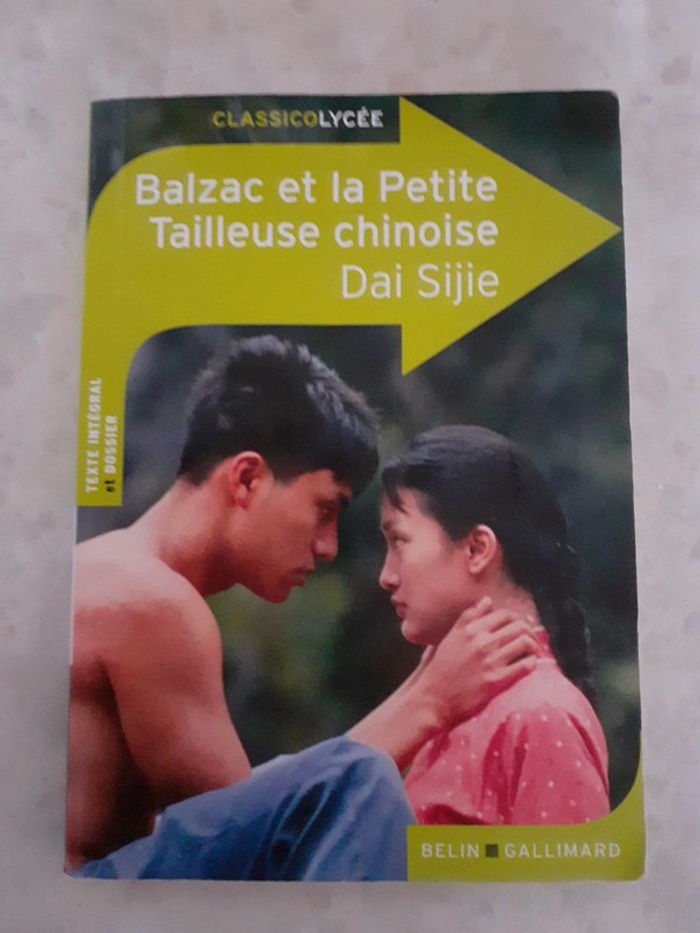 CLASSICOLYCÉE
Balzac et la Petite
Tailleuse chinoise
Dai Sijie
TEXTE INTÉGRAL
et DOSSIER
BELIN GALLIMARD